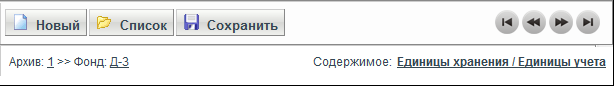 Новый Список Сохранить
Архив: 1 >> Фонд: Д-3 Содержимое: Единицы хранения / Единицы учета